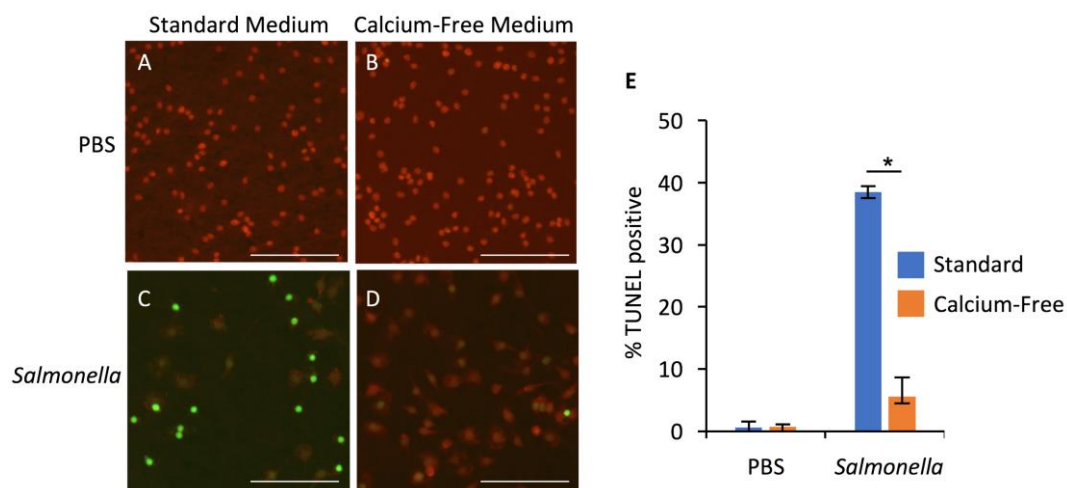 Standard Medium
Calcium-Free Medium
A
B
PBS
C
D
Salmonella
E
50
40
30
20
10
0
% TUNEL positive
*
Standard
Calcium-Free
PBS
Salmonella